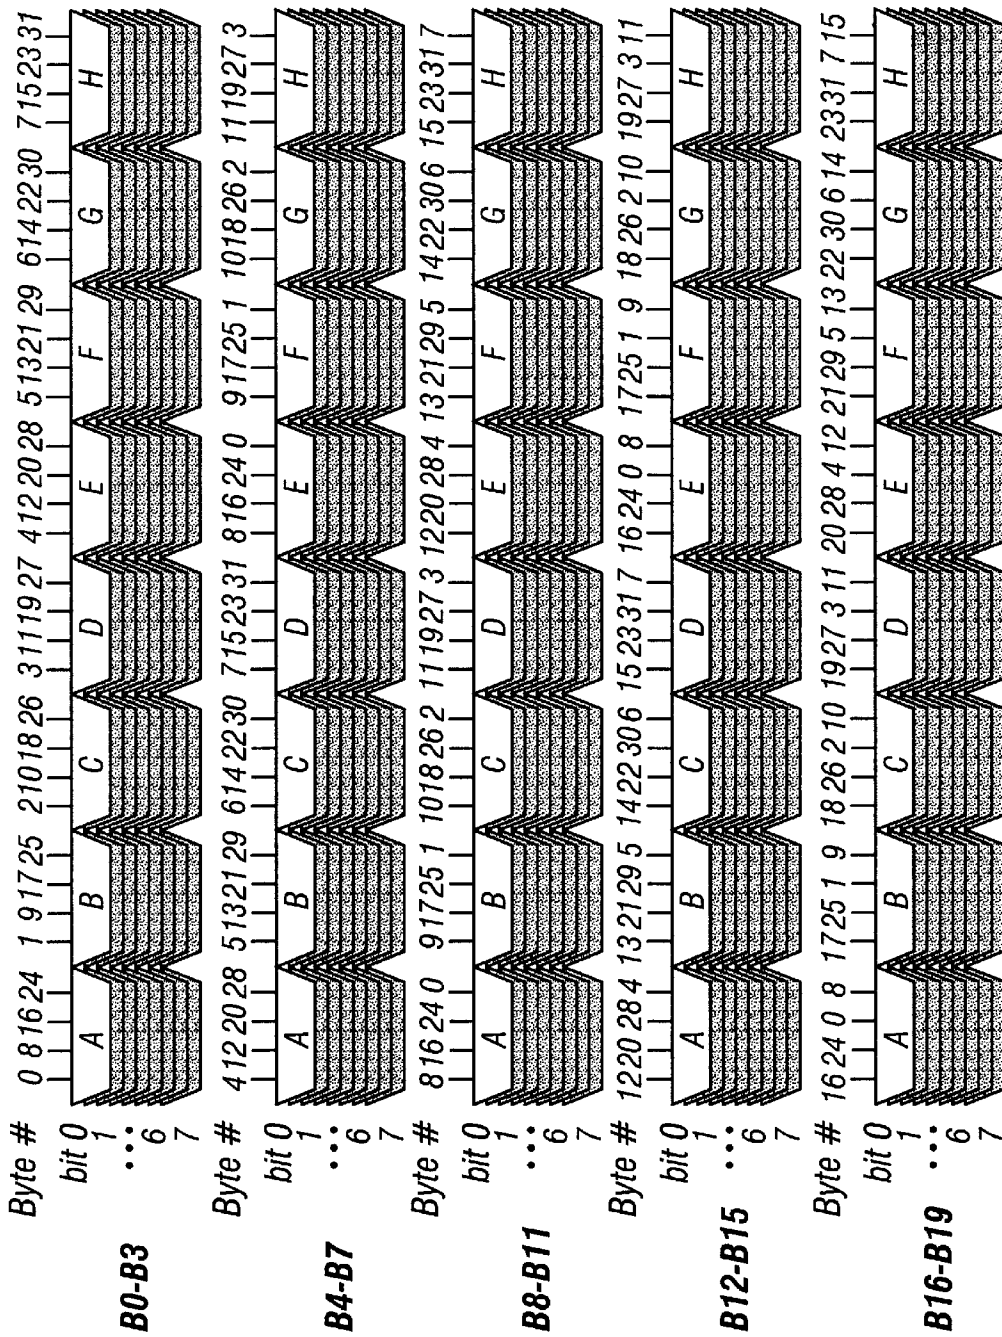 Byte # 0 8 16 24 1 9 17 25 2 10 18 26 3 11 19 27 4 12 20 28 5 13 21 29 6 14 22 30 7 15 23 31
bit 0 A B C D E F G H
1
•••
6
7
B0-B3
Byte # 4 12 20 28 5 13 21 29 6 14 22 30 7 15 23 31 8 16 24 0 9 17 25 1 10 18 26 2 11 19 27 3
bit 0 A B C D E F G H
1
•••
6
7
B4-B7
Byte # 8 16 24 0 9 17 25 1 10 18 26 2 11 19 27 3 12 20 28 4 13 21 29 5 14 22 30 6 15 23 31 7
bit 0 A B C D E F G H
1
•••
6
7
B8-B11
Byte # 12 20 28 4 13 21 29 5 14 22 30 6 15 23 31 7 16 24 0 8 17 25 1 9 18 26 2 10 19 27 3 11
bit 0 A B C D E F G H
1
•••
6
7
B12-B15
Byte # 16 24 0 8 17 25 1 9 18 26 2 10 19 27 3 11 20 28 4 12 21 29 5 13 22 30 6 14 23 31 7 15
bit 0 A B C D E F G H
1
•••
6
7
B16-B19